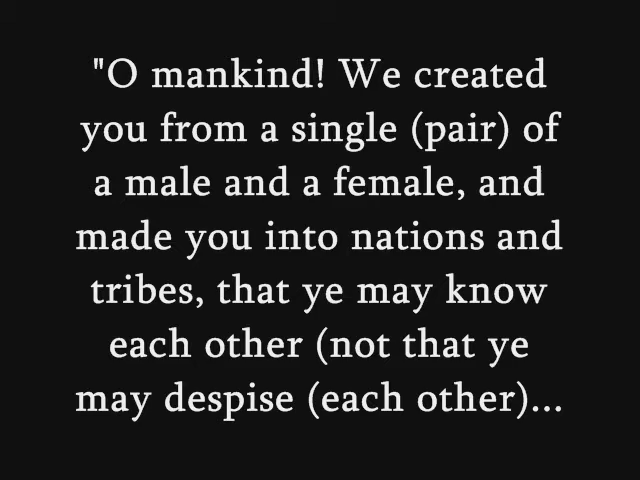 "O mankind! We created
you from a single (pair) of
a male and a female, and
made you into nations and
tribes, that ye may know
each other (not that ye
may despise (each other)...